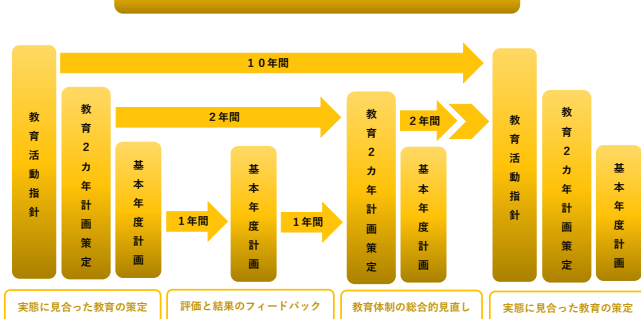 10年間
教育活動指針
教育2カ年計画策定
2年間
基本年度計画
1年間
基本年度計画
1年間
教育2カ年計画策定
2年間
基本年度計画
教育活動指針
教育2カ年計画策定
基本年度計画
実態に見合った教育の策定
評価と結果のフィードバック
教育体制の総合的見直し
実態に見合った教育の策定